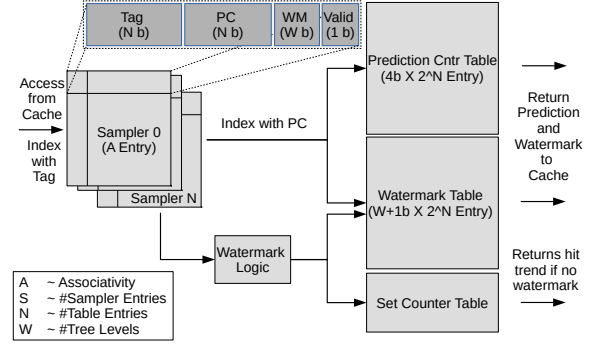 Tag
(N b)
PC
(N b)
WM
(W b)
Valid
(1 b)
Access
from
Cache
Index
with
Tag
Sampler 0
(A Entry)
Sampler N
Index with PC
Prediction Cntr Table
(4b X 2^N Entry)
Watermark Table
(W+1b X 2^N Entry)
Watermark
Logic
Set Counter Table
Return
Prediction
and
Watermark
to
Cache
Returns hit
trend if no
watermark
A ~ Associativity
S ~ #Sampler Entries
N ~ #Table Entries
W ~ #Tree Levels